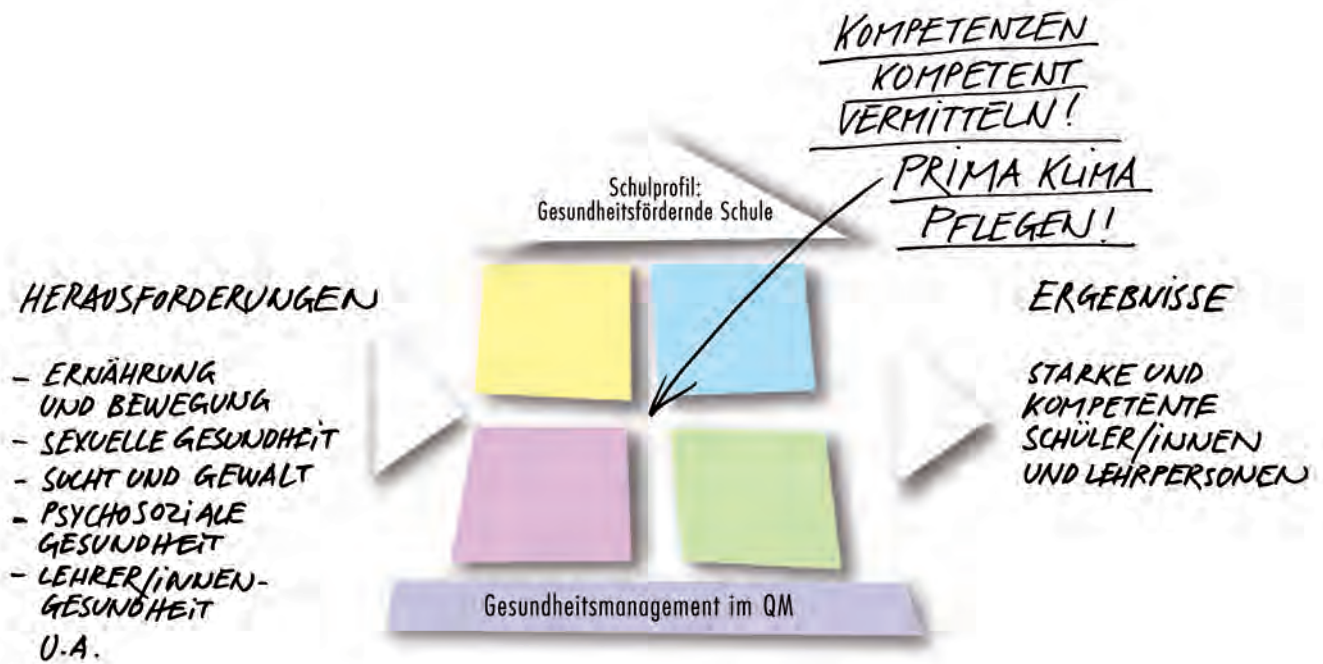 KOMPETENZEN
KOMPETENT
VERMITTELN!
PRIMA KLIMA
PFLEGEN!
Schulprofil:
Gesundheitsfördernde Schule
HERAUSFORDERUNGEN
- ERNÄHRUNG
UND BEWEGUNG
- SEXUELLE GESUNDHEIT
- SUCHT UND GEWALT
- PSYCHOSOZIALE
GESUNDHEIT
- LEHRER/INNEN-
GESUNDHEIT
U.A.
ERGEBNISSE
STARKE UND
KOMPETENTE
SCHÜLER/INNEN
UND LEHRPERSONEN
Gesundheitsmanagement im QM